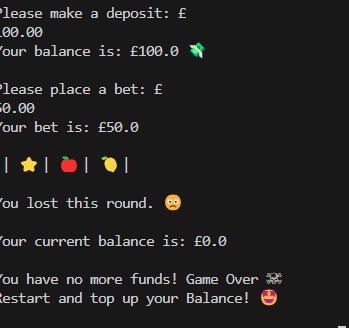 Please make a deposit: £
100.00
Your balance is: £100.0 💸
Please place a bet: £
50.00
Your bet is: £50.0
| ⭐ | 🍎 | 🍋 |
You lost this round. 🙁
Your current balance is: £0.0
You have no more funds! Game Over ☠
Restart and top up your Balance! 🤩